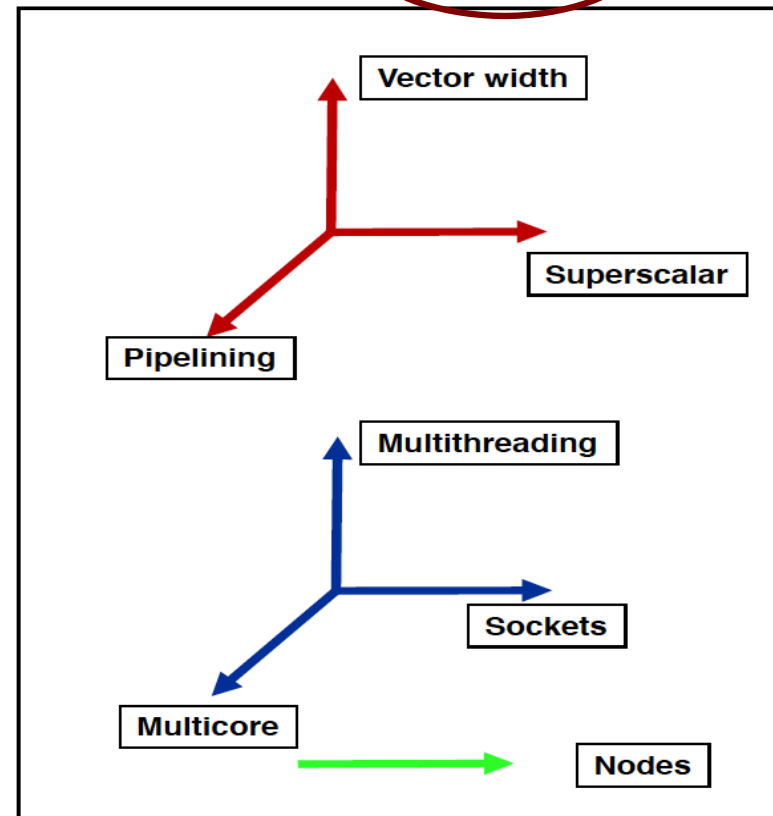 Vector width
Superscalar
Pipelining
Multithreading
Sockets
Multicore
Nodes